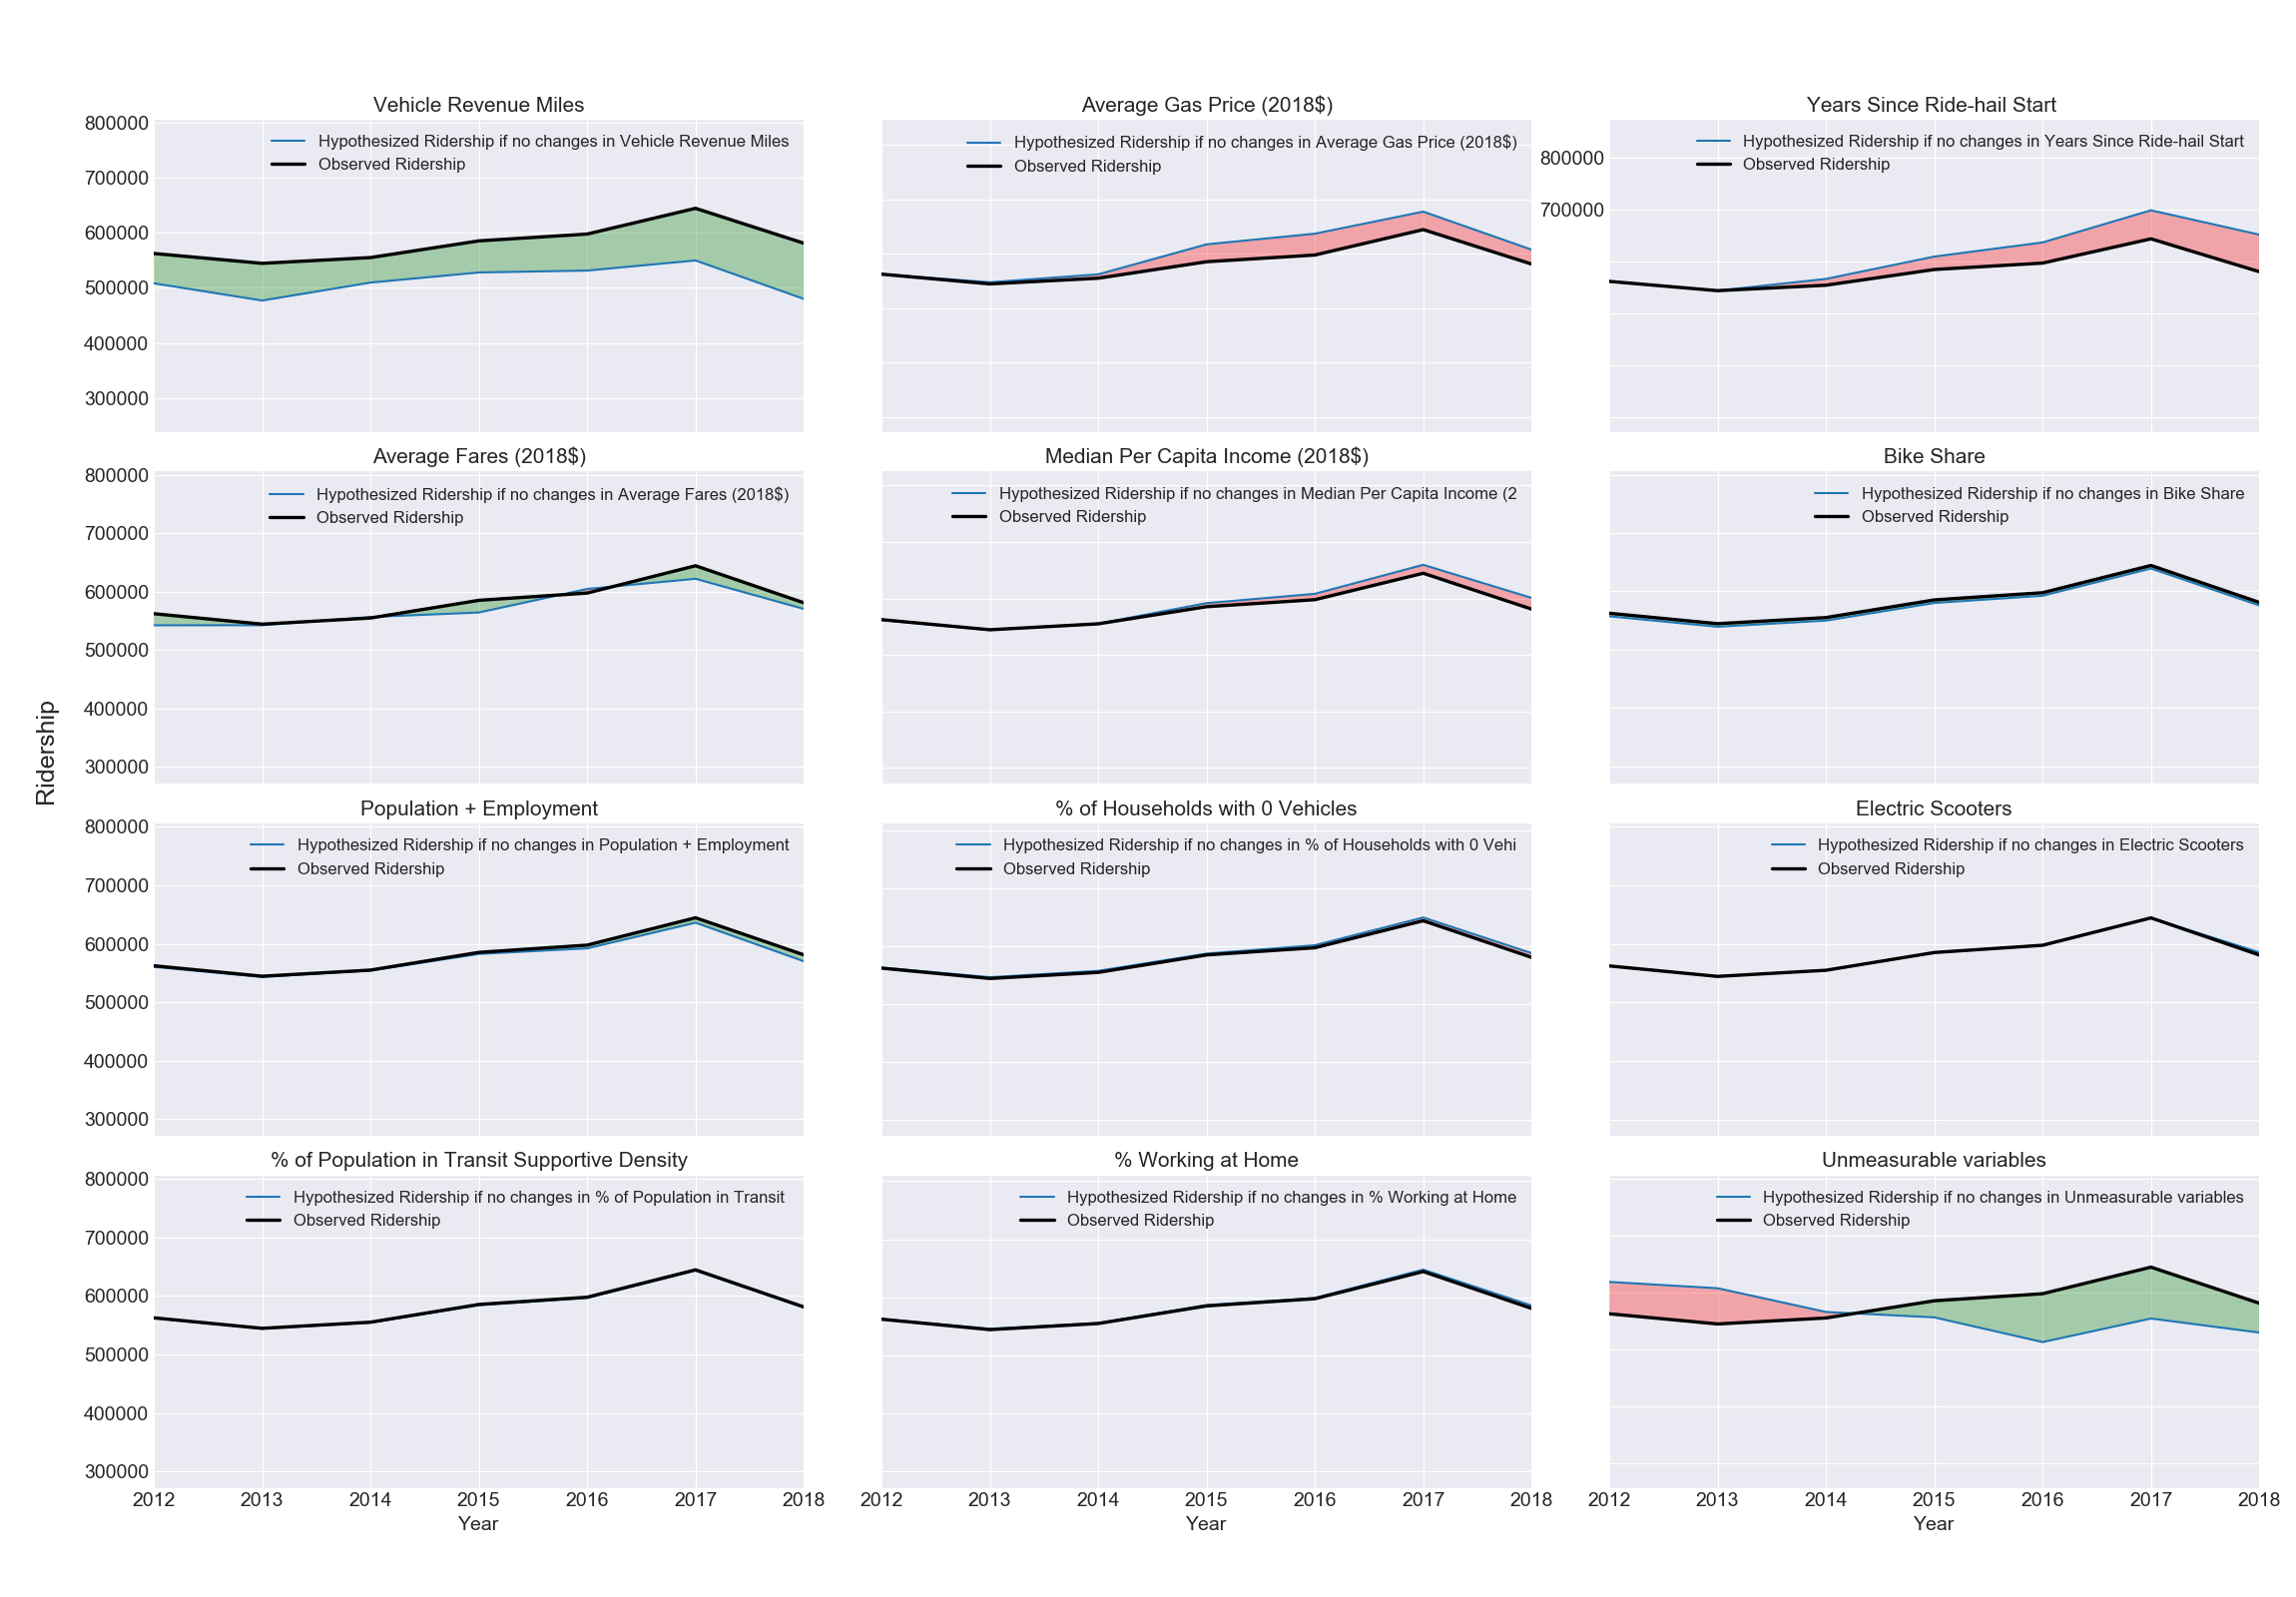 Vehicle Revenue Miles
800000
700000
600000
500000
400000
300000
Hypothesized Ridership if no changes in Vehicle Revenue Miles
Observed Ridership
Average Gas Price (2018$)
Hypothesized Ridership if no changes in Average Gas Price (2018$)
Observed Ridership
Years Since Ride-hail Start
800000
700000
Hypothesized Ridership if no changes in Years Since Ride-hail Start
Observed Ridership
Average Fares (2018$)
800000
700000
600000
500000
400000
300000
Hypothesized Ridership if no changes in Average Fares (2018$)
Observed Ridership
Median Per Capita Income (2018$)
Hypothesized Ridership if no changes in Median Per Capita Income (2
Observed Ridership
Bike Share
Hypothesized Ridership if no changes in Bike Share
Observed Ridership
Ridership
Population + Employment
800000
700000
600000
500000
400000
300000
Hypothesized Ridership if no changes in Population + Employment
Observed Ridership
% of Households with 0 Vehicles
Hypothesized Ridership if no changes in % of Households with 0 Vehi
Observed Ridership
Electric Scooters
Hypothesized Ridership if no changes in Electric Scooters
Observed Ridership
% of Population in Transit Supportive Density
800000
700000
600000
500000
400000
300000
Hypothesized Ridership if no changes in % of Population in Transit
Observed Ridership
2012 2013 2014 2015 2016 2017 2018
Year
% Working at Home
Hypothesized Ridership if no changes in % Working at Home
Observed Ridership
2012 2013 2014 2015 2016 2017 2018
Year
Unmeasurable variables
Hypothesized Ridership if no changes in Unmeasurable variables
Observed Ridership
2012 2013 2014 2015 2016 2017 2018
Year